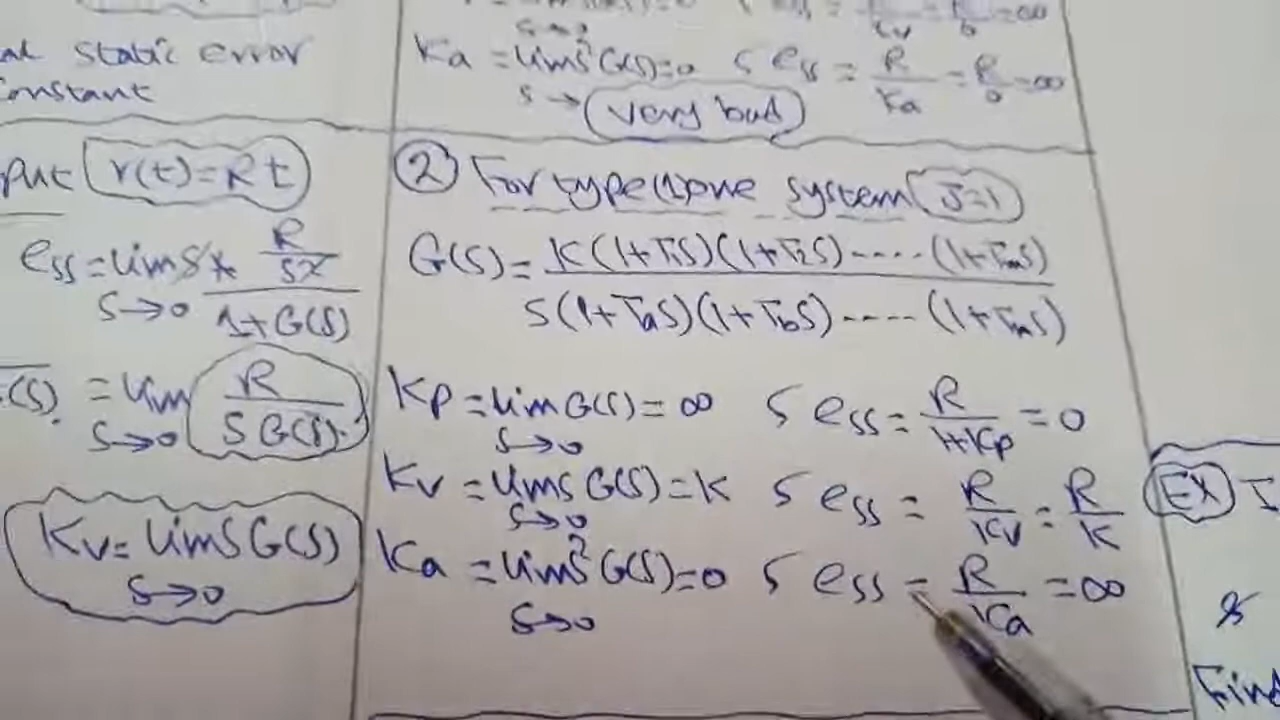 static error
Constant
put r(t)=Rt
ess = lim S * R/S²
S→0 1+G(S)
= lim R
S→0 S G(S)
Kv = lim S G(S)
S→0
= R/0 = ∞
Ka = lim S² G(S)=0 , ess = R/Ka = R/0 = ∞
S→ very bad
② For type (1) one system J=1
G(S) = K(1+T1S)(1+T2S)-----(1+TmS)
S(1+TaS)(1+TbS)-----(1+TnS)
Kp = lim G(S) = ∞ , ess = R/1+Kp = 0
S→0
Kv = lim S G(S) = K , ess = R/Kv = R/K
S→0
Ka = lim S² G(S) = 0 , ess = R/Ka = ∞
S→0
EX
Find